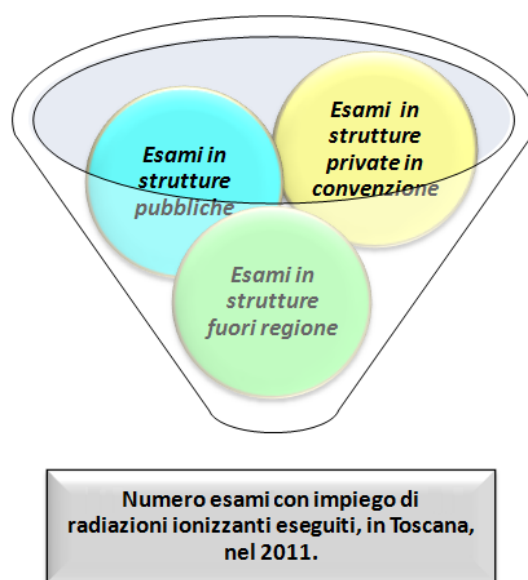 Esami in
strutture
pubbliche
Esami in
strutture
private in
convenzione
Esami in
strutture
fuori regione
Numero esami con impiego di
radiazioni ionizzanti eseguiti, in Toscana,
nel 2011.